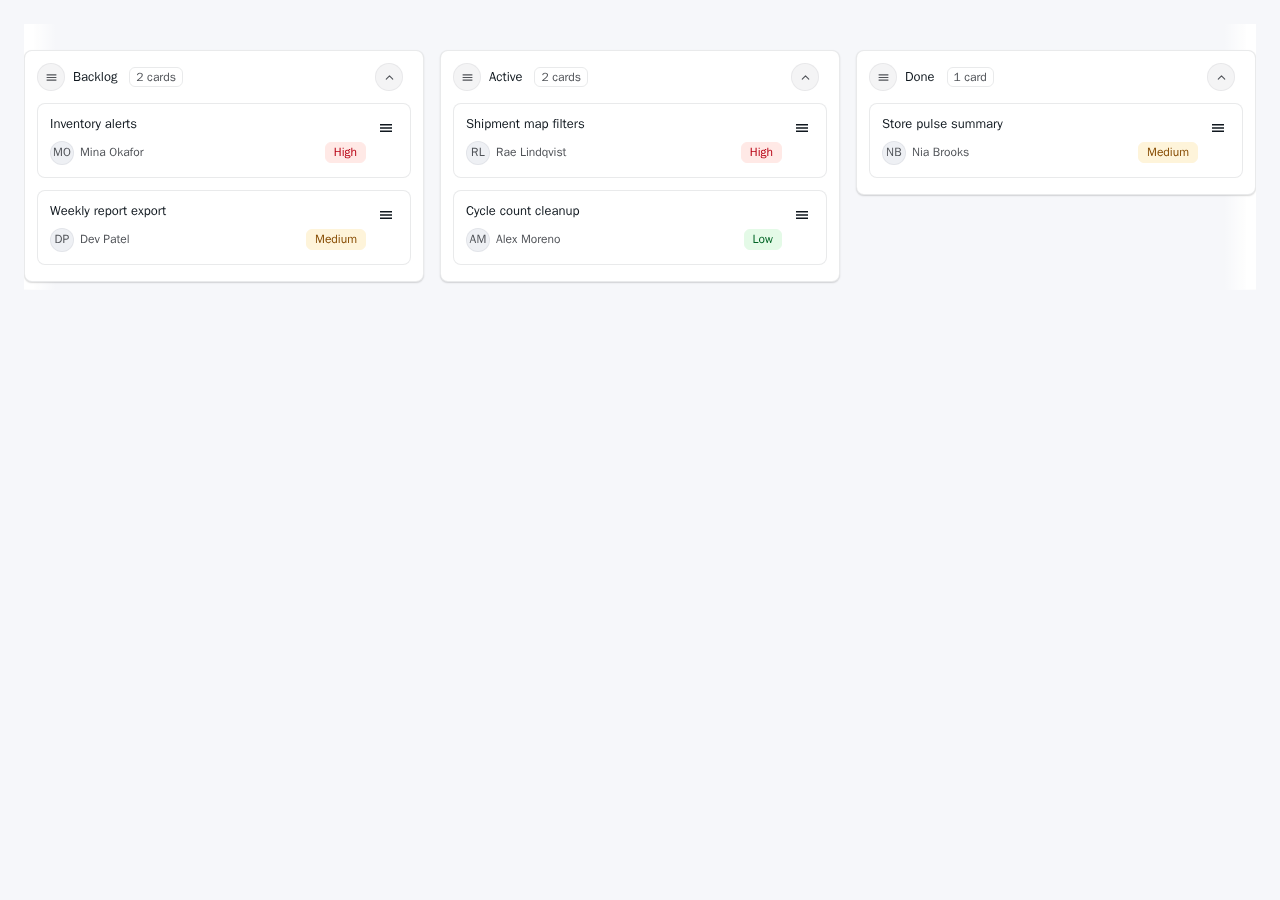 Backlog 2 cards
Inventory alerts
MO Mina Okafor High
Weekly report export
DP Dev Patel Medium
Active 2 cards
Shipment map filters
RL Rae Lindqvist High
Cycle count cleanup
AM Alex Moreno Low
Done 1 card
Store pulse summary
NB Nia Brooks Medium